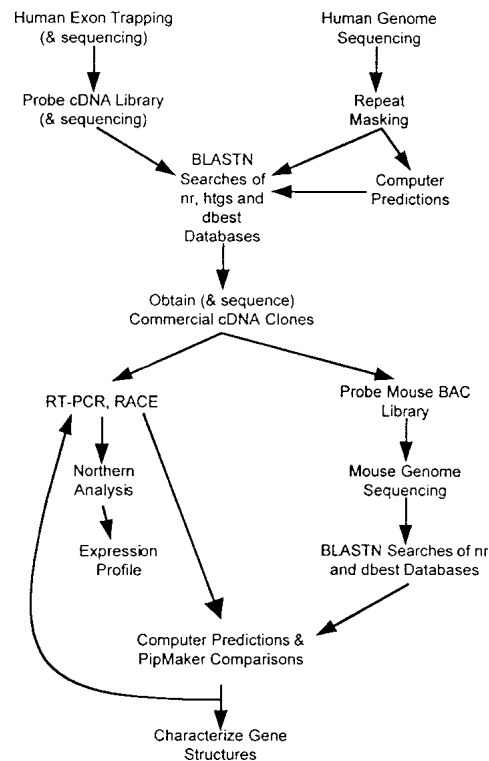 Human Exon Trapping
(& sequencing)
Human Genome
Sequencing
Probe cDNA Library
(& sequencing)
Repeat
Masking
BLASTN
Searches of
nr, htgs and
dbest
Databases
Computer
Predictions
Obtain (& sequence)
Commercial cDNA Clones
RT-PCR, RACE
Probe Mouse BAC
Library
Northern
Analysis
Mouse Genome
Sequencing
Expression
Profile
BLASTN Searches of nr
and dbest Databases
Computer Predictions &
PipMaker Comparisons
Characterize Gene
Structures